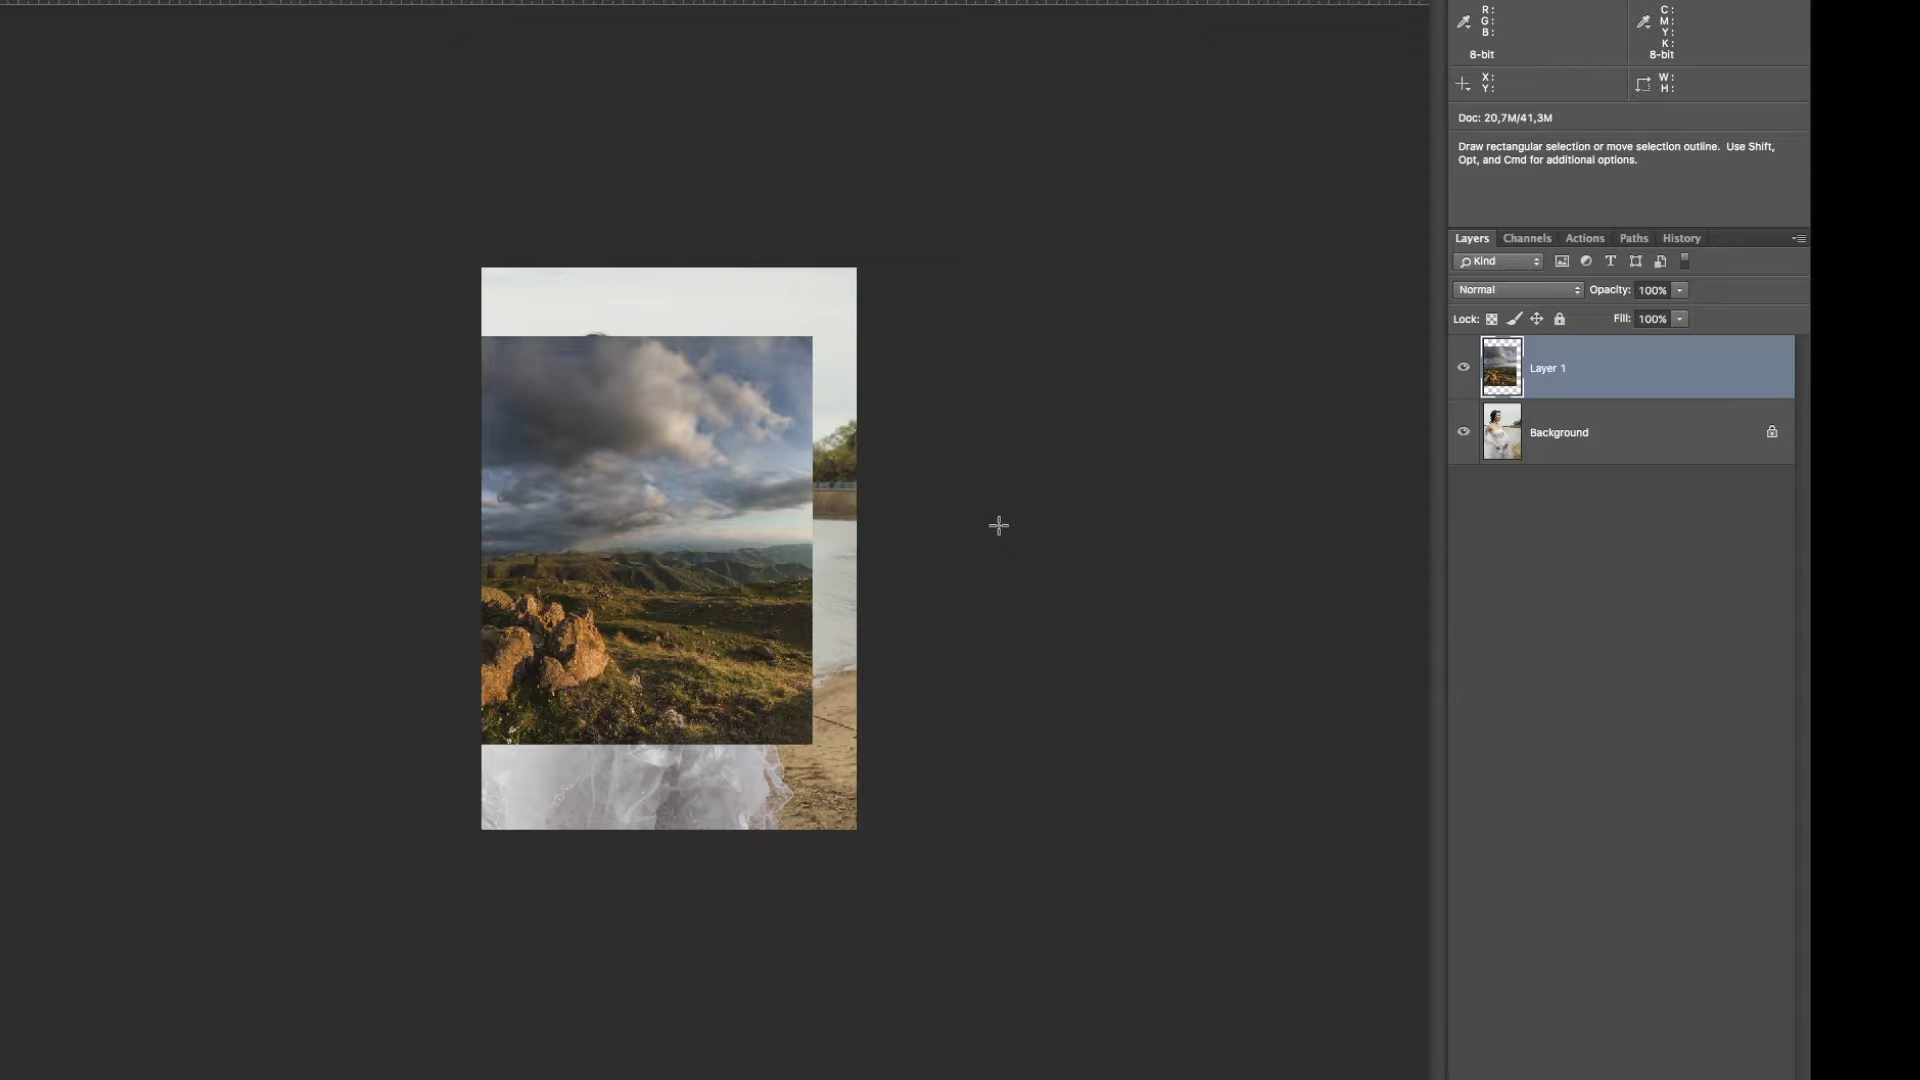 R:
G:
B:
8-bit
C:
M:
Y:
K:
8-bit
X:
Y:
W:
H:
Doc: 20,7M/41,3M
Draw rectangular selection or move selection outline. Use Shift,
Opt, and Cmd for additional options.
Layers Channels Actions Paths History
Kind
Normal Opacity: 100%
Lock: Fill: 100%
Layer 1
Background